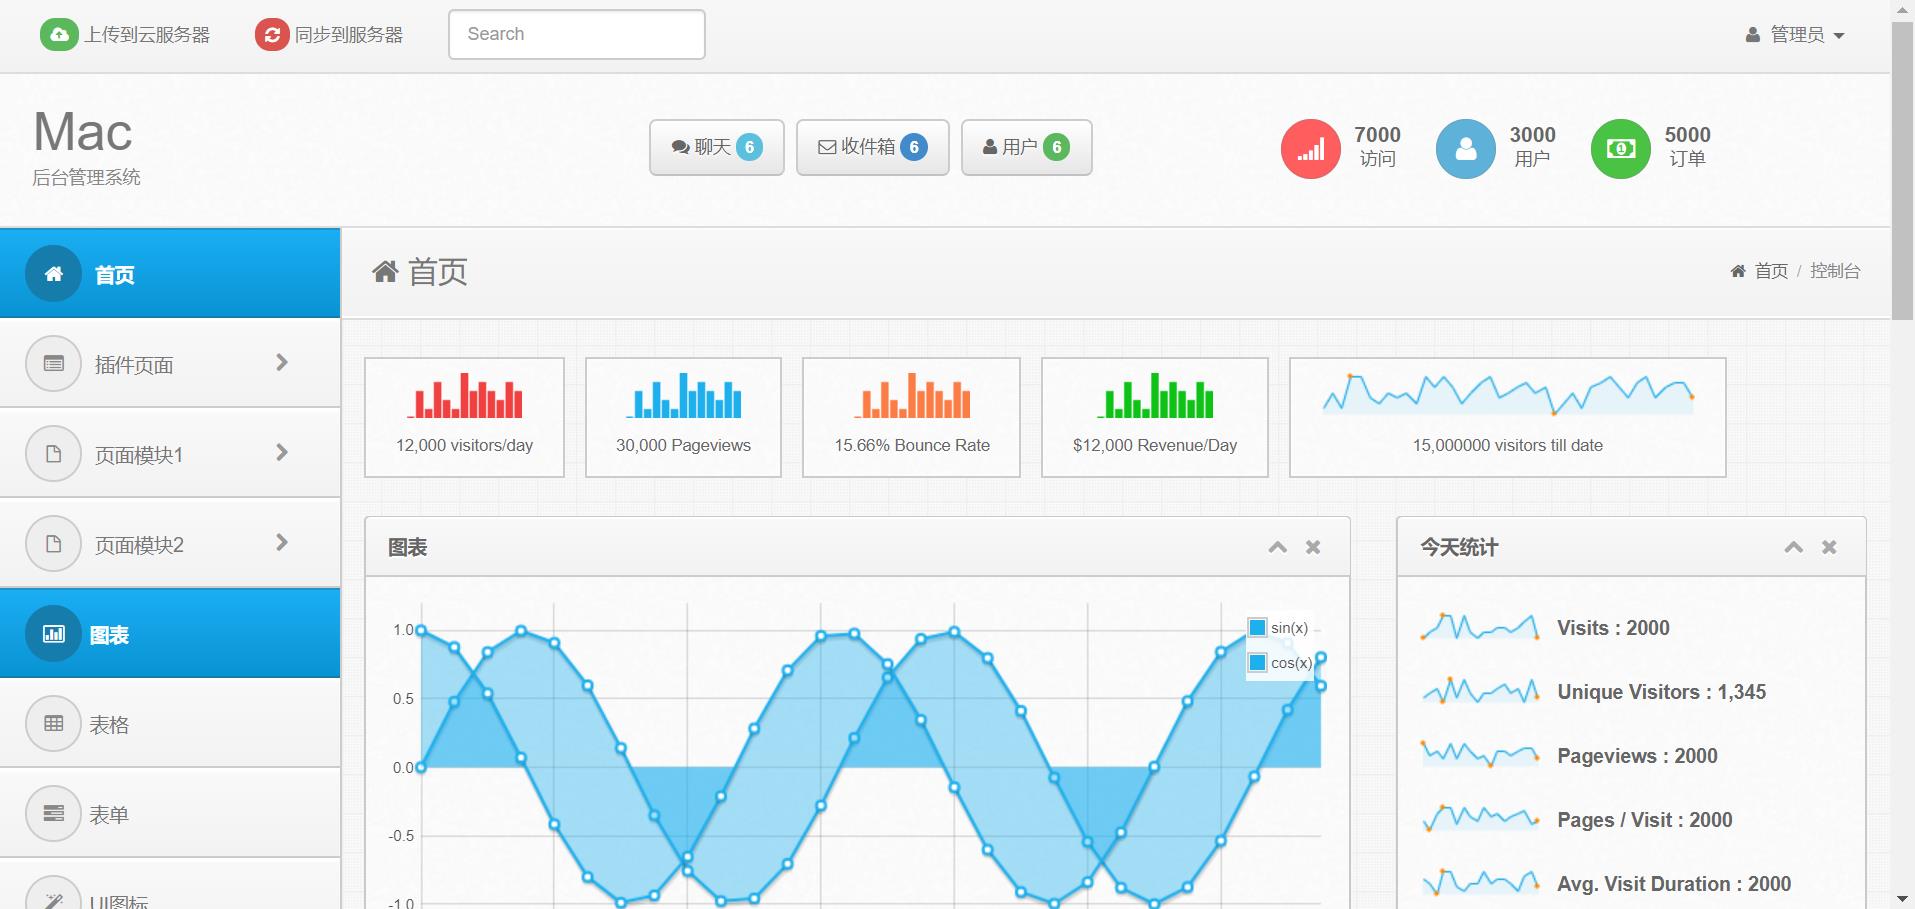 上传到云服务器
同步到服务器
Search
管理员
Mac
后台管理系统
聊天 6
收件箱 6
用户 6
7000
访问
3000
用户
5000
订单
首页
插件页面
页面模块1
页面模块2
图表
表格
表单
UI图标
首页
首页 / 控制台
12,000 visitors/day
30,000 Pageviews
15.66% Bounce Rate
$12,000 Revenue/Day
15,000000 visitors till date
图表
1.0
0.5
0.0
-0.5
-1.0
sin(x)
cos(x)
今天统计
Visits : 2000
Unique Visitors : 1,345
Pageviews : 2000
Pages / Visit : 2000
Avg. Visit Duration : 2000